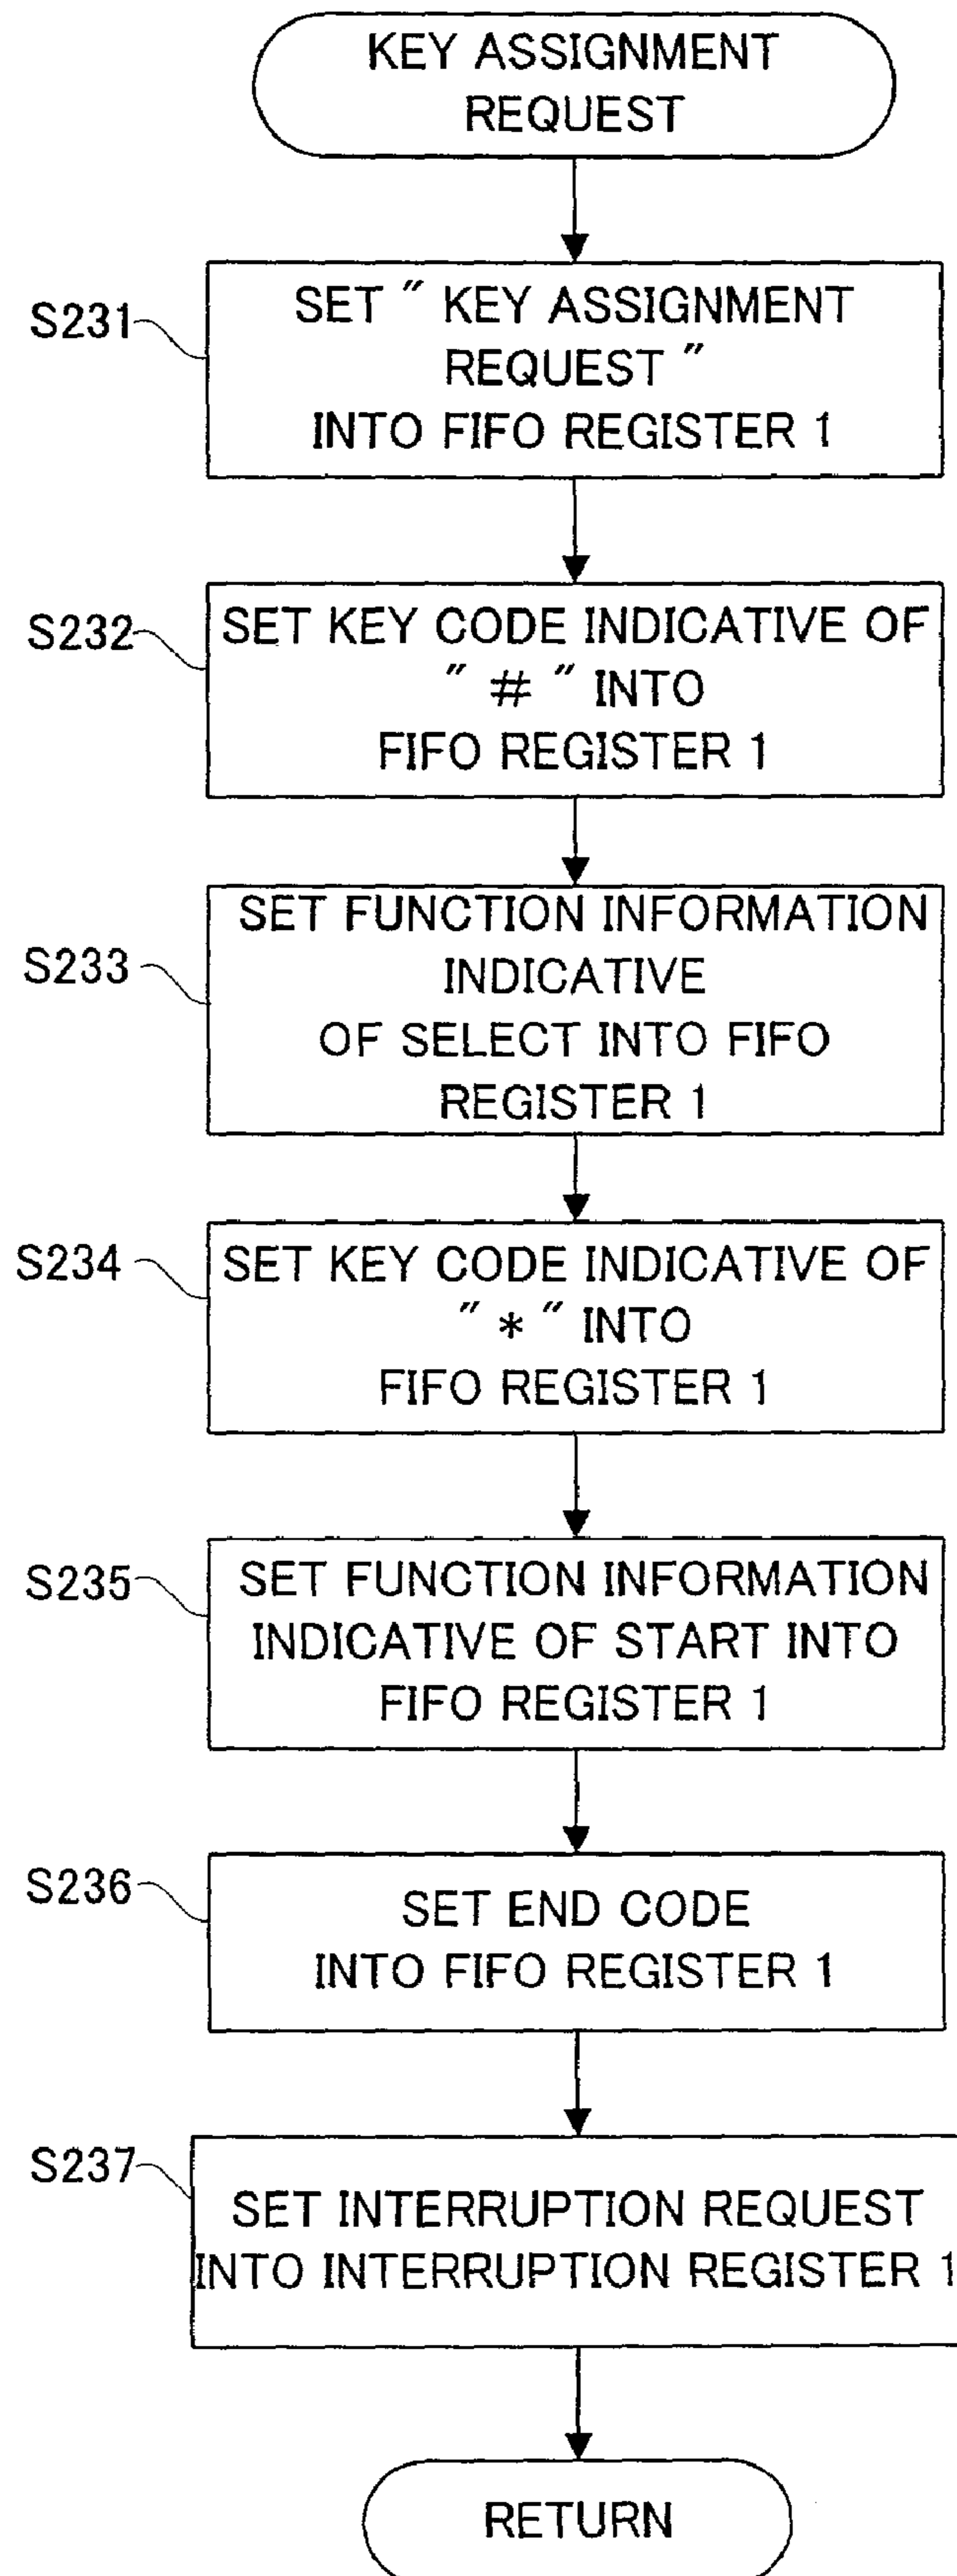 KEY ASSIGNMENT
REQUEST
S231
SET " KEY ASSIGNMENT
REQUEST "
INTO FIFO REGISTER 1
S232
SET KEY CODE INDICATIVE OF
" # " INTO
FIFO REGISTER 1
S233
SET FUNCTION INFORMATION
INDICATIVE
OF SELECT INTO FIFO
REGISTER 1
S234
SET KEY CODE INDICATIVE OF
" * " INTO
FIFO REGISTER 1
S235
SET FUNCTION INFORMATION
INDICATIVE OF START INTO
FIFO REGISTER 1
S236
SET END CODE
INTO FIFO REGISTER 1
S237
SET INTERRUPTION REQUEST
INTO INTERRUPTION REGISTER 1
RETURN